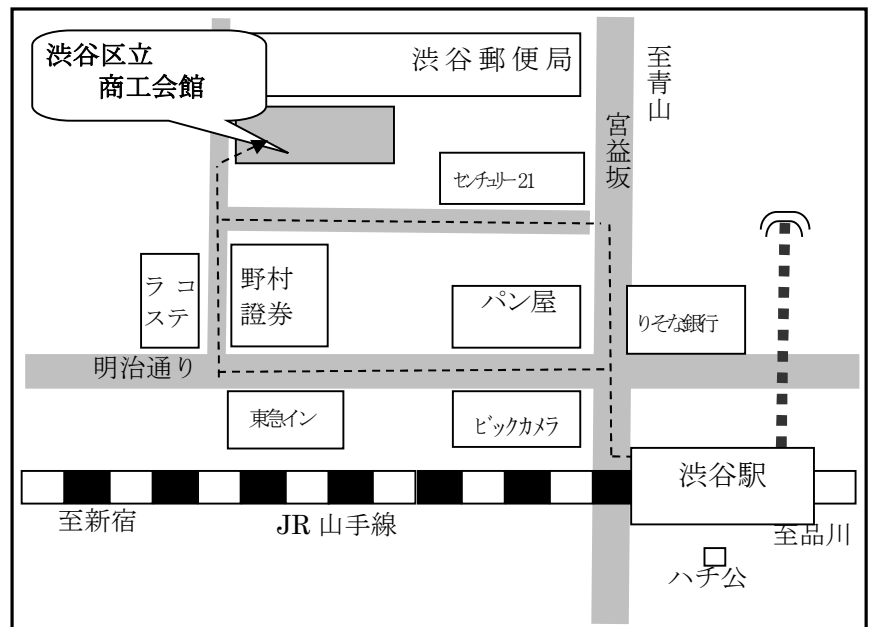 渋谷区立
商工会館
渋谷郵便局
至青山
宮益坂
センチュリー21
ラコ
ステ
野村
證券
パン屋
りそな銀行
明治通り
東急イン
ビックカメラ
渋谷駅
至新宿
JR 山手線
至品川
ハチ公